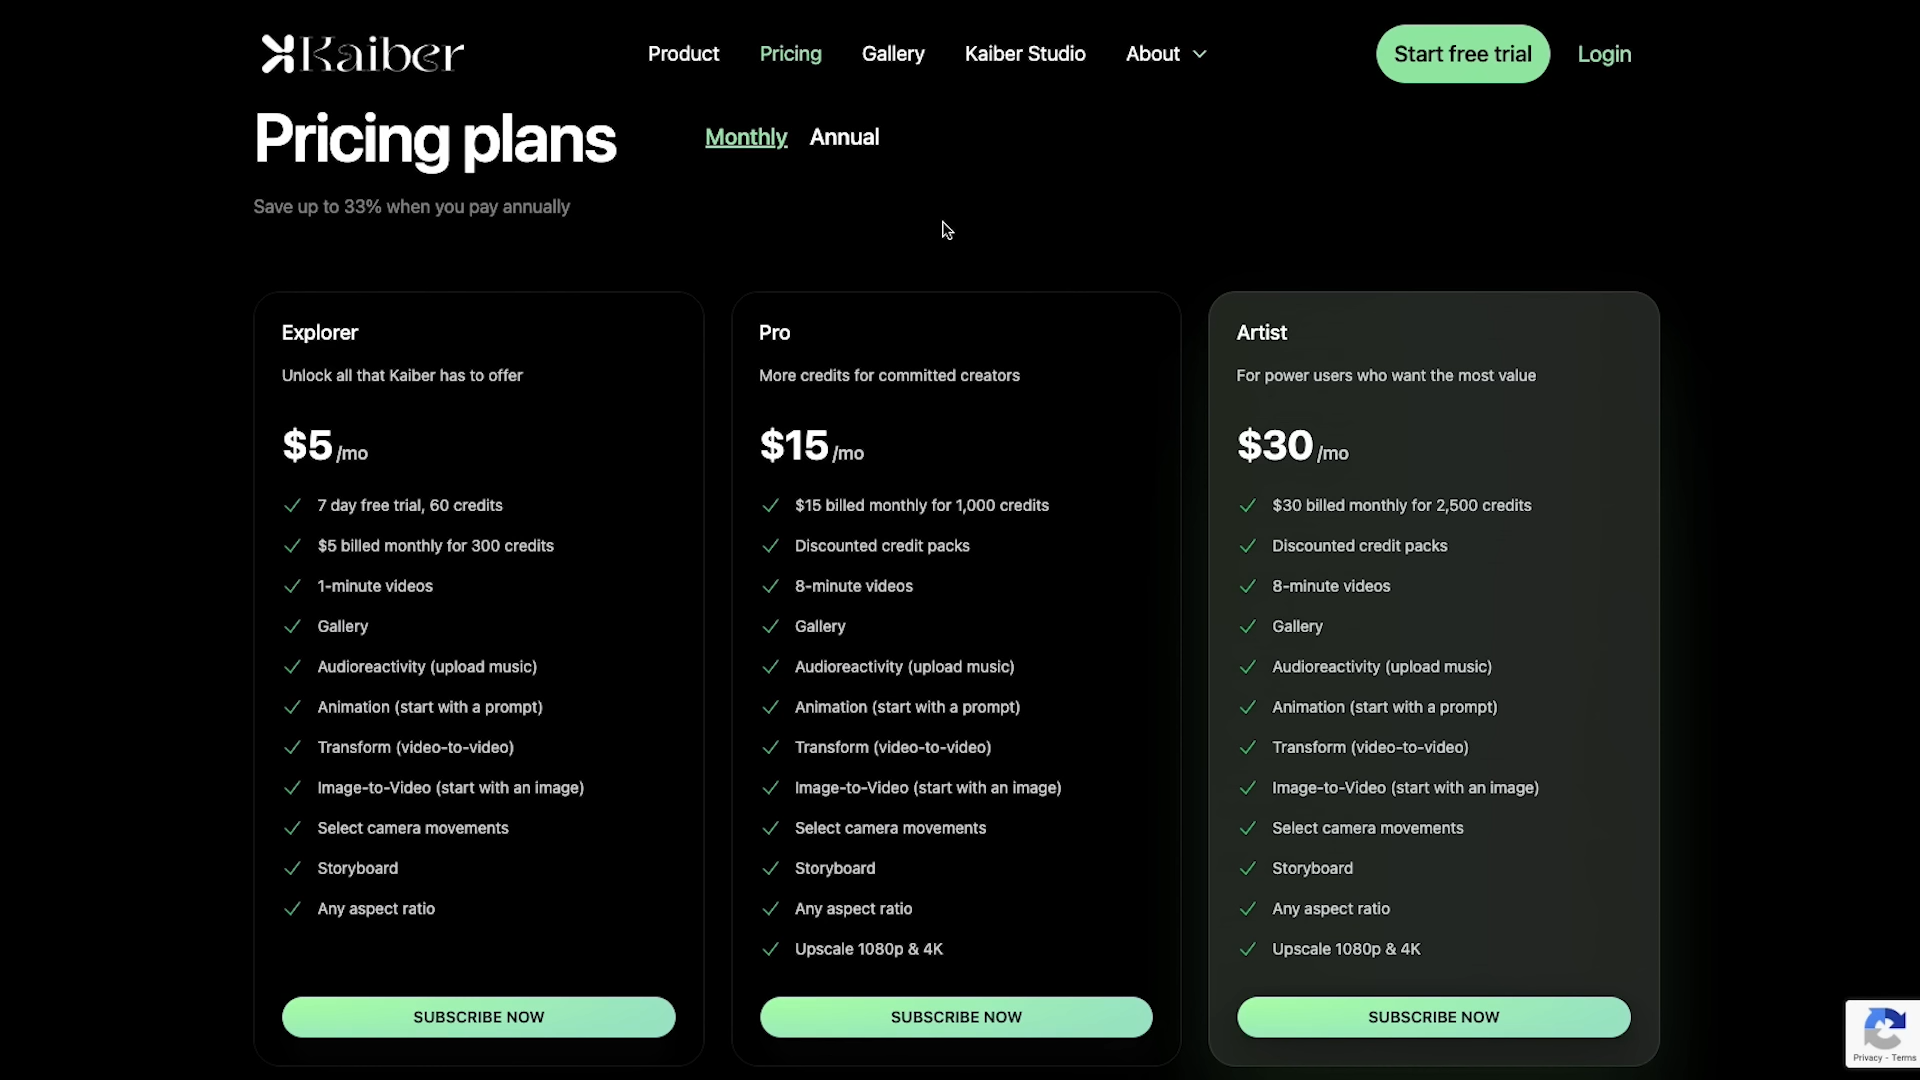 Kaiber
Product Pricing Gallery Kaiber Studio About
Start free trial
Login
Pricing plans
Monthly Annual
Save up to 33% when you pay annually
Explorer
Unlock all that Kaiber has to offer
$5 /mo
7 day free trial, 60 credits
$5 billed monthly for 300 credits
1-minute videos
Gallery
Audioreactivity (upload music)
Animation (start with a prompt)
Transform (video-to-video)
Image-to-Video (start with an image)
Select camera movements
Storyboard
Any aspect ratio
SUBSCRIBE NOW
Pro
More credits for committed creators
$15 /mo
$15 billed monthly for 1,000 credits
Discounted credit packs
8-minute videos
Gallery
Audioreactivity (upload music)
Animation (start with a prompt)
Transform (video-to-video)
Image-to-Video (start with an image)
Select camera movements
Storyboard
Any aspect ratio
Upscale 1080p & 4K
SUBSCRIBE NOW
Artist
For power users who want the most value
$30 /mo
$30 billed monthly for 2,500 credits
Discounted credit packs
8-minute videos
Gallery
Audioreactivity (upload music)
Animation (start with a prompt)
Transform (video-to-video)
Image-to-Video (start with an image)
Select camera movements
Storyboard
Any aspect ratio
Upscale 1080p & 4K
SUBSCRIBE NOW
Privacy - Terms